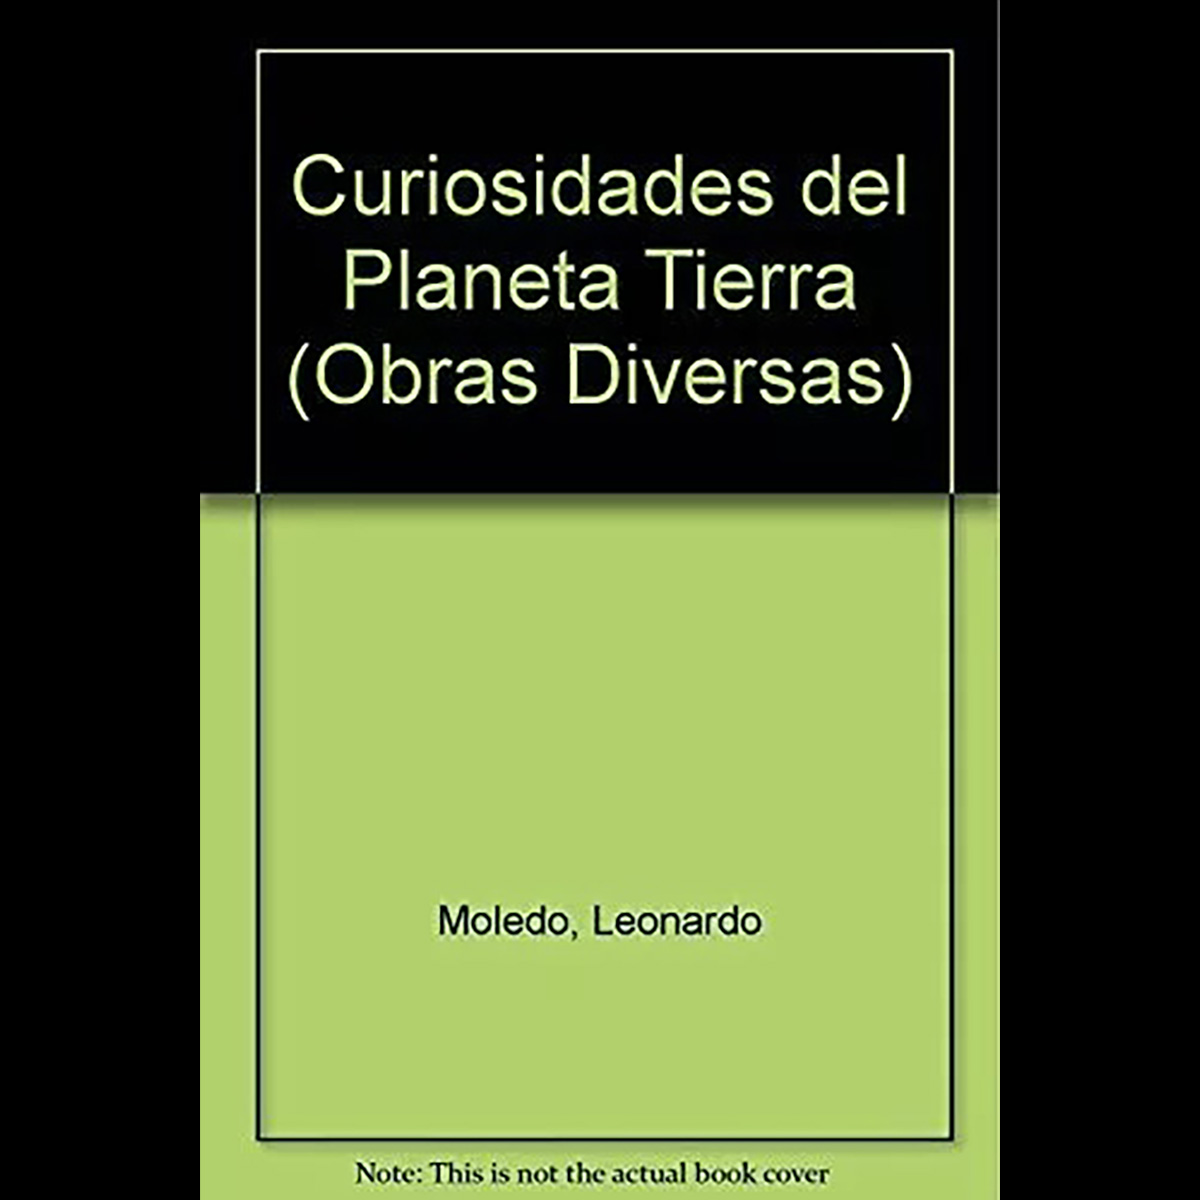 Curiosidades del
Planeta Tierra
(Obras Diversas)
Moledo, Leonardo
Note: This is not the actual book cover